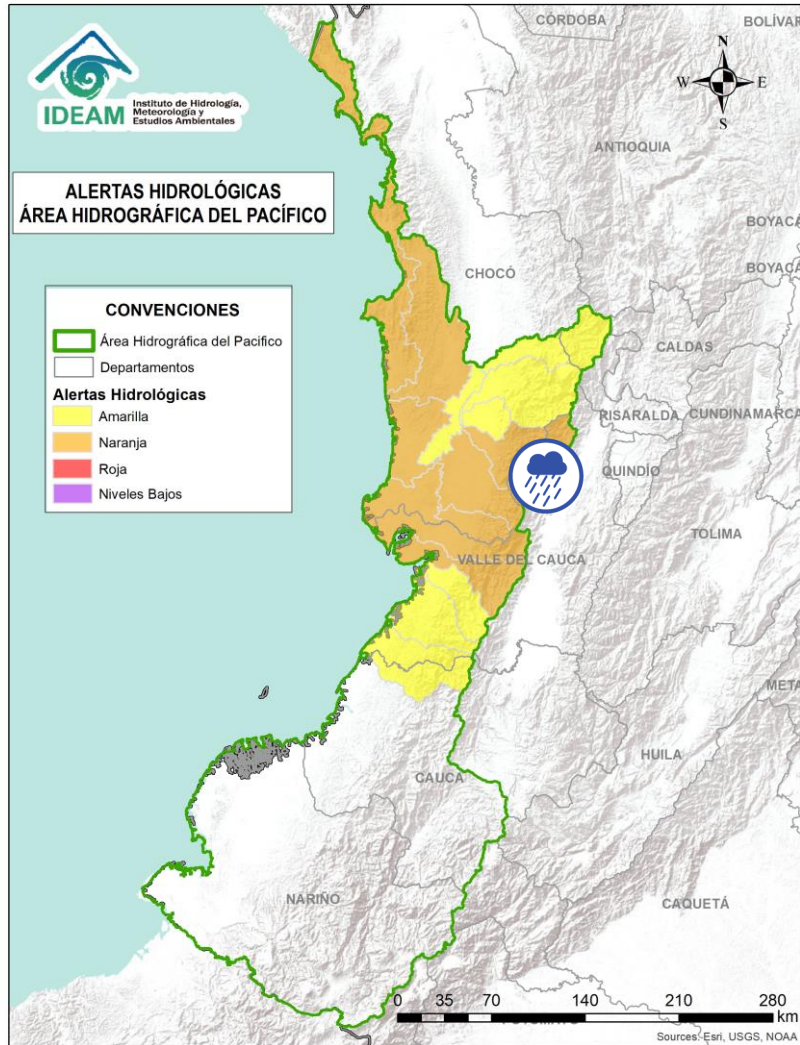 CÓRDOBA
BOLÍVAR
N
W
E
S
IDEAM
Instituto de Hidrología,
Meteorología y
Estudios Ambientales
ANTIOQUIA
ALERTAS HIDROLÓGICAS
ÁREA HIDROGRÁFICA DEL PACÍFICO
BOYACÁ
BOYACÁ
CHOCÓ
CONVENCIONES
Área Hidrográfica del Pacifico
Departamentos
Alertas Hidrológicas
Amarilla
Naranja
Roja
Niveles Bajos
CALDAS
RISARALDA
CUNDINAMARCA
QUINDÍO
TOLIMA
VALLE DEL CAUCA
META
HUILA
CAUCA
NARIÑO
CAQUETÁ
0 35 70 140 210 280
km
Sources: Esri, USGS, NOAA